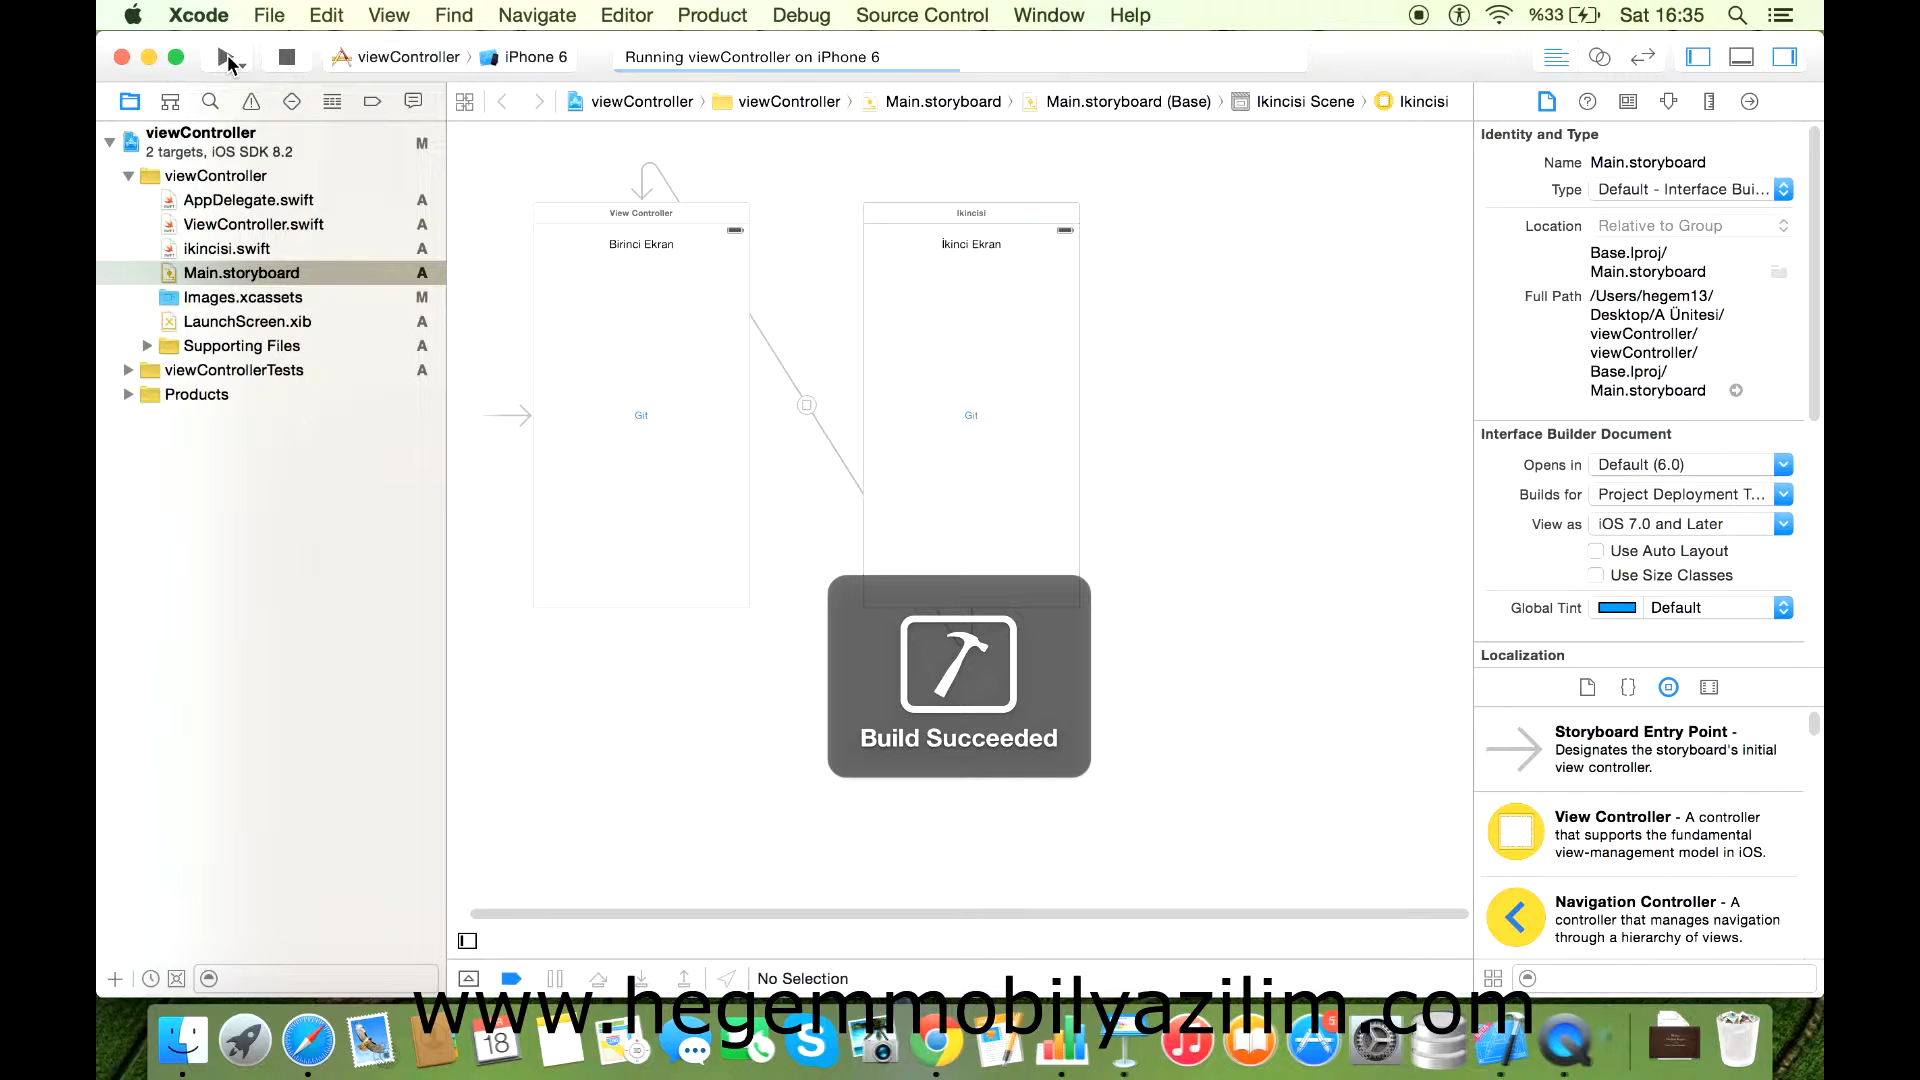 Xcode File Edit View Find Navigate Editor Product Debug Source Control Window Help %33 Sat 16:35
viewController iPhone 6 Running viewController on iPhone 6
viewController viewController Main.storyboard Main.storyboard (Base) Ikincisi Scene Ikincisi
viewController
2 targets, iOS SDK 8.2 M
viewController
AppDelegate.swift A
ViewController.swift A
ikincisi.swift A
Main.storyboard A
Images.xcassets M
LaunchScreen.xib A
Supporting Files A
viewControllerTests A
Products
View Controller
Birinci Ekran
Git
Ikincisi
İkinci Ekran
Git
Build Succeeded
No Selection
Identity and Type
Name Main.storyboard
Type Default - Interface Bui...
Location Relative to Group
Base.lproj/
Main.storyboard
Full Path /Users/hegem13/
Desktop/A Ünitesi/
viewController/
viewController/
Base.lproj/
Main.storyboard
Interface Builder Document
Opens in Default (6.0)
Builds for Project Deployment T...
View as iOS 7.0 and Later
Use Auto Layout
Use Size Classes
Global Tint Default
Localization
Storyboard Entry Point -
Designates the storyboard's initial
view controller.
View Controller - A controller
that supports the fundamental
view-management model in iOS.
Navigation Controller - A
controller that manages navigation
through a hierarchy of views.
www.hegemmobilyazilim.com
18